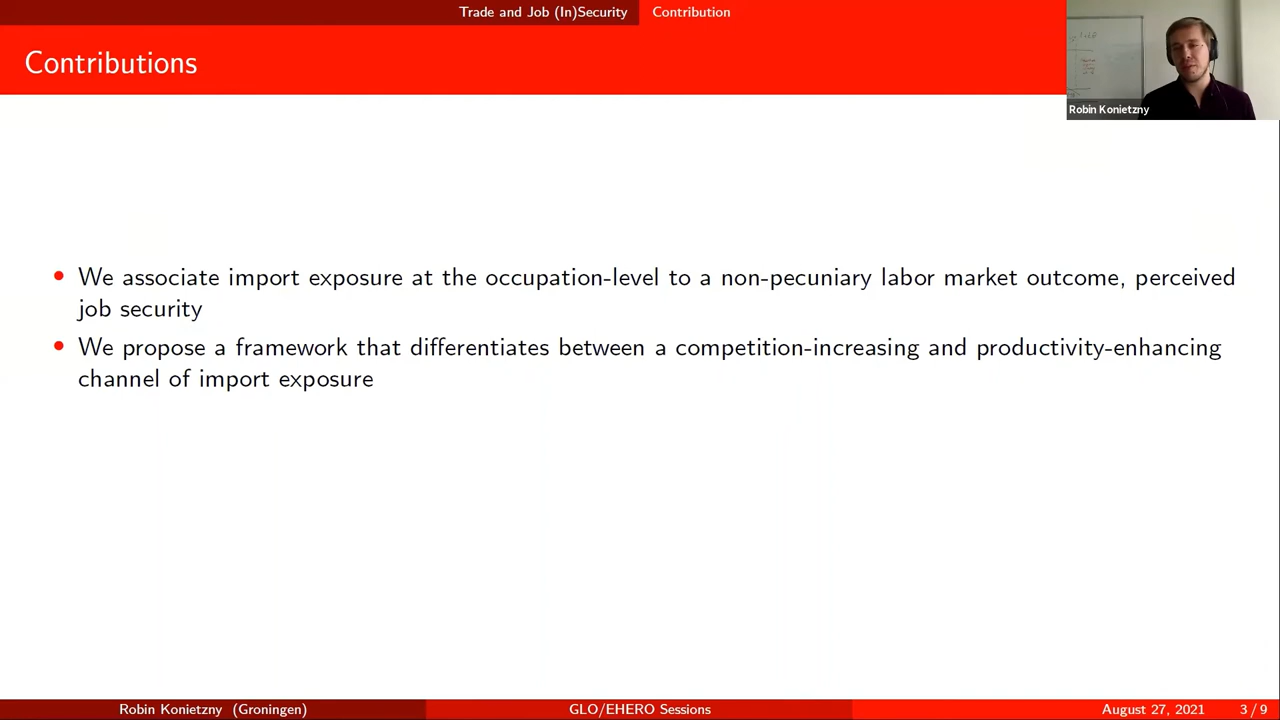 Trade and Job (In)Security Contribution
Contributions
Robin Konietzny
• We associate import exposure at the occupation-level to a non-pecuniary labor market outcome, perceived
job security
• We propose a framework that differentiates between a competition-increasing and productivity-enhancing
channel of import exposure
Robin Konietzny (Groningen) GLO/EHERO Sessions August 27, 2021 3 / 9